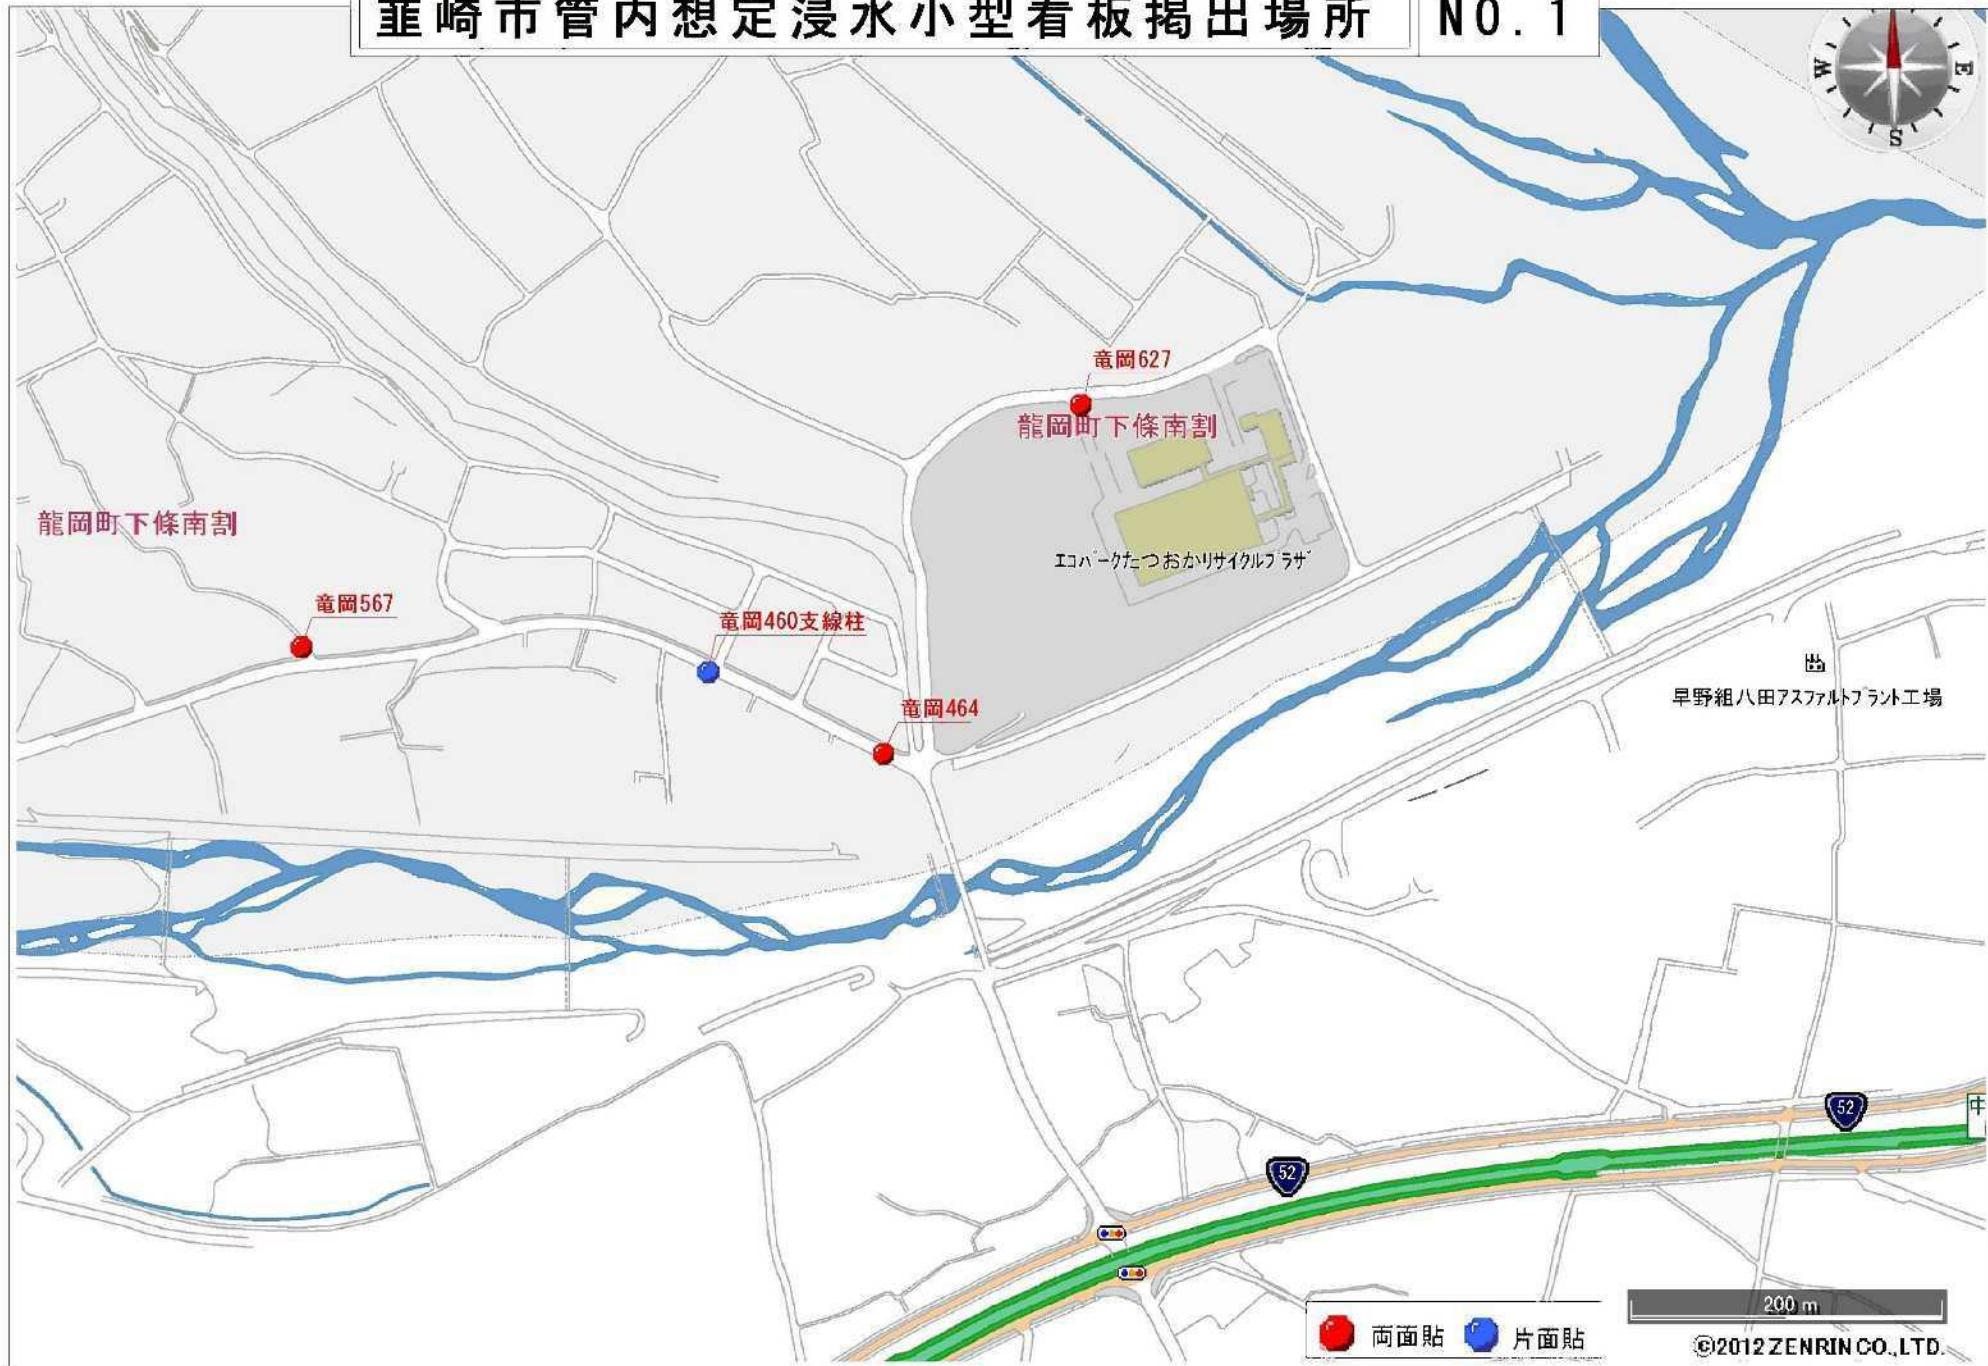 韮崎市管内想定浸水小型看板掲出場所 NO.1
W
E
S
竜岡627
龍岡町下條南割
龍岡町下條南割
エコパークたつおかリサイクルプラザ
竜岡567
竜岡460支線柱
竜岡464
早野組八田アスファルトプラント工場
52
中
52
200 m
両面貼 片面貼
©2012 ZENRIN CO.,LTD.